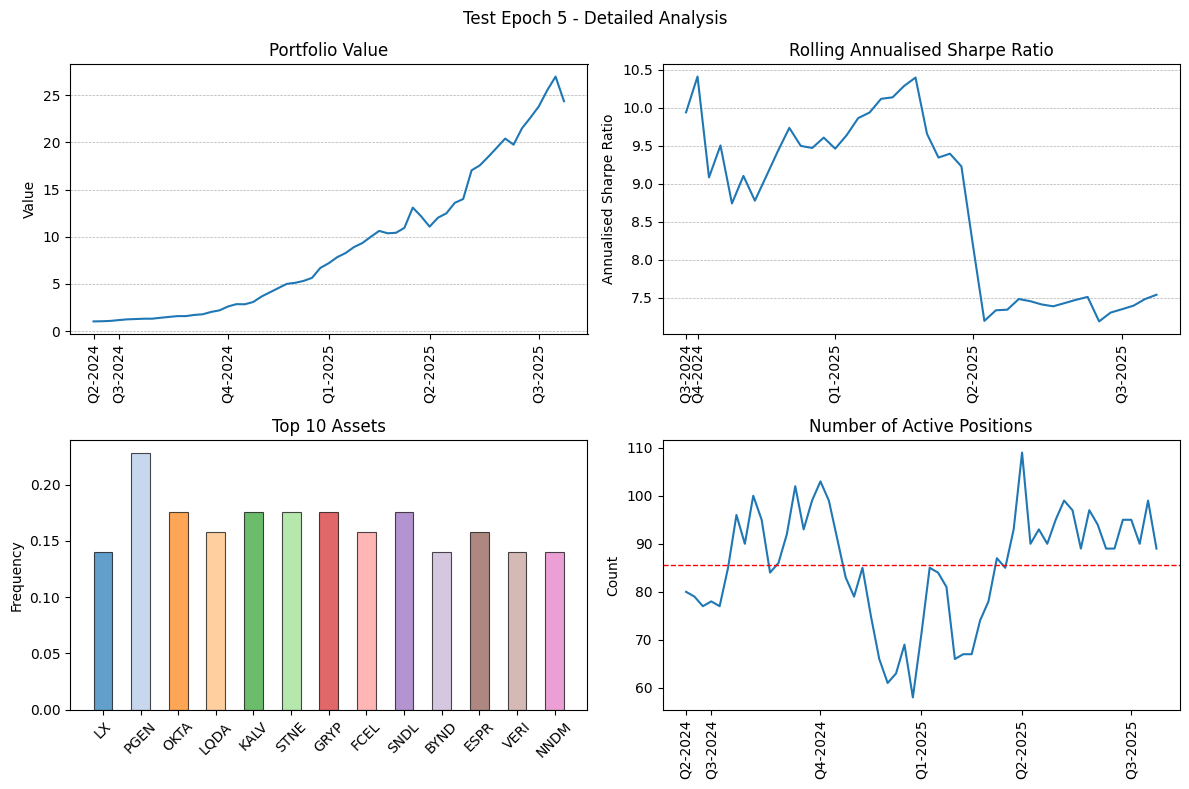 Test Epoch 5 - Detailed Analysis
Portfolio Value
Value
25
20
15
10
5
0
Q2-2024
Q3-2024
Q4-2024
Q1-2025
Q2-2025
Q3-2025
Rolling Annualised Sharpe Ratio
Annualised Sharpe Ratio
10.5
10.0
9.5
9.0
8.5
8.0
7.5
Q3-2024
Q4-2024
Q1-2025
Q2-2025
Q3-2025
Top 10 Assets
Frequency
0.20
0.15
0.10
0.05
0.00
LX
PGEN
OKTA
LQDA
KALV
STNE
GRYP
FCEL
SNDL
BYND
ESPR
VERI
NNDM
Number of Active Positions
Count
110
100
90
80
70
60
Q2-2024
Q3-2024
Q4-2024
Q1-2025
Q2-2025
Q3-2025